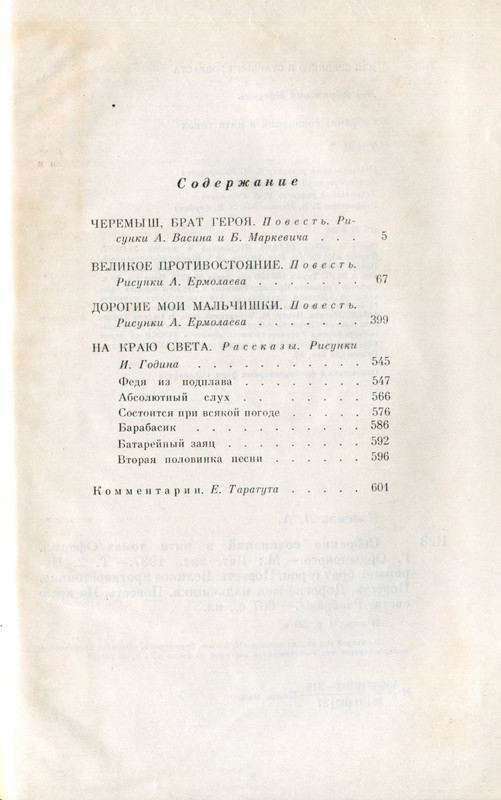 Содержание
ЧЕРЕМЫШ, БРАТ ГЕРОЯ. Повесть. Ри-
сунки А. Васина и Б. Маркевича . . . 5
ВЕЛИКОЕ ПРОТИВОСТОЯНИЕ. Повесть.
Рисунки А. Ермолаева . . . . . . . 67
ДОРОГИЕ МОИ МАЛЬЧИШКИ. Повесть.
Рисунки А. Ермолаева . . . . . . . 399
НА КРАЮ СВЕТА. Рассказы. Рисунки
И. Година . . . . . . . . . . . 545
Федя из подплава . . . . . . . . 547
Абсолютный слух . . . . . . . . 566
Состоится при всякой погоде . . . . . 576
Барабасик . . . . . . . . . . . 586
Батарейный заяц . . . . . . . . . 592
Вторая половинка песни . . . . . . 596
Комментарии. Е. Таратута . . . . . 601